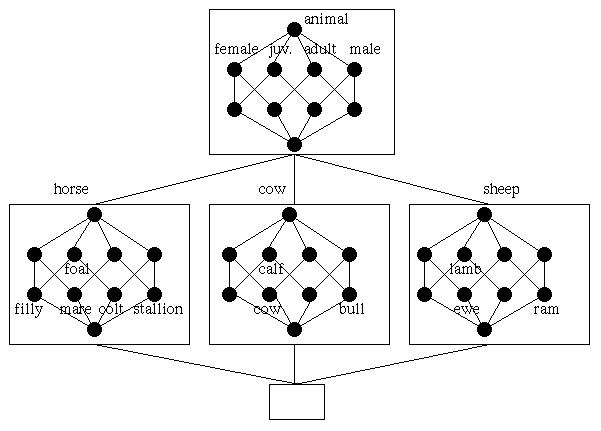 animal
female juv. adult male
horse
cow
sheep
foal
calf
lamb
filly mare colt stallion
cow bull
ewe ram